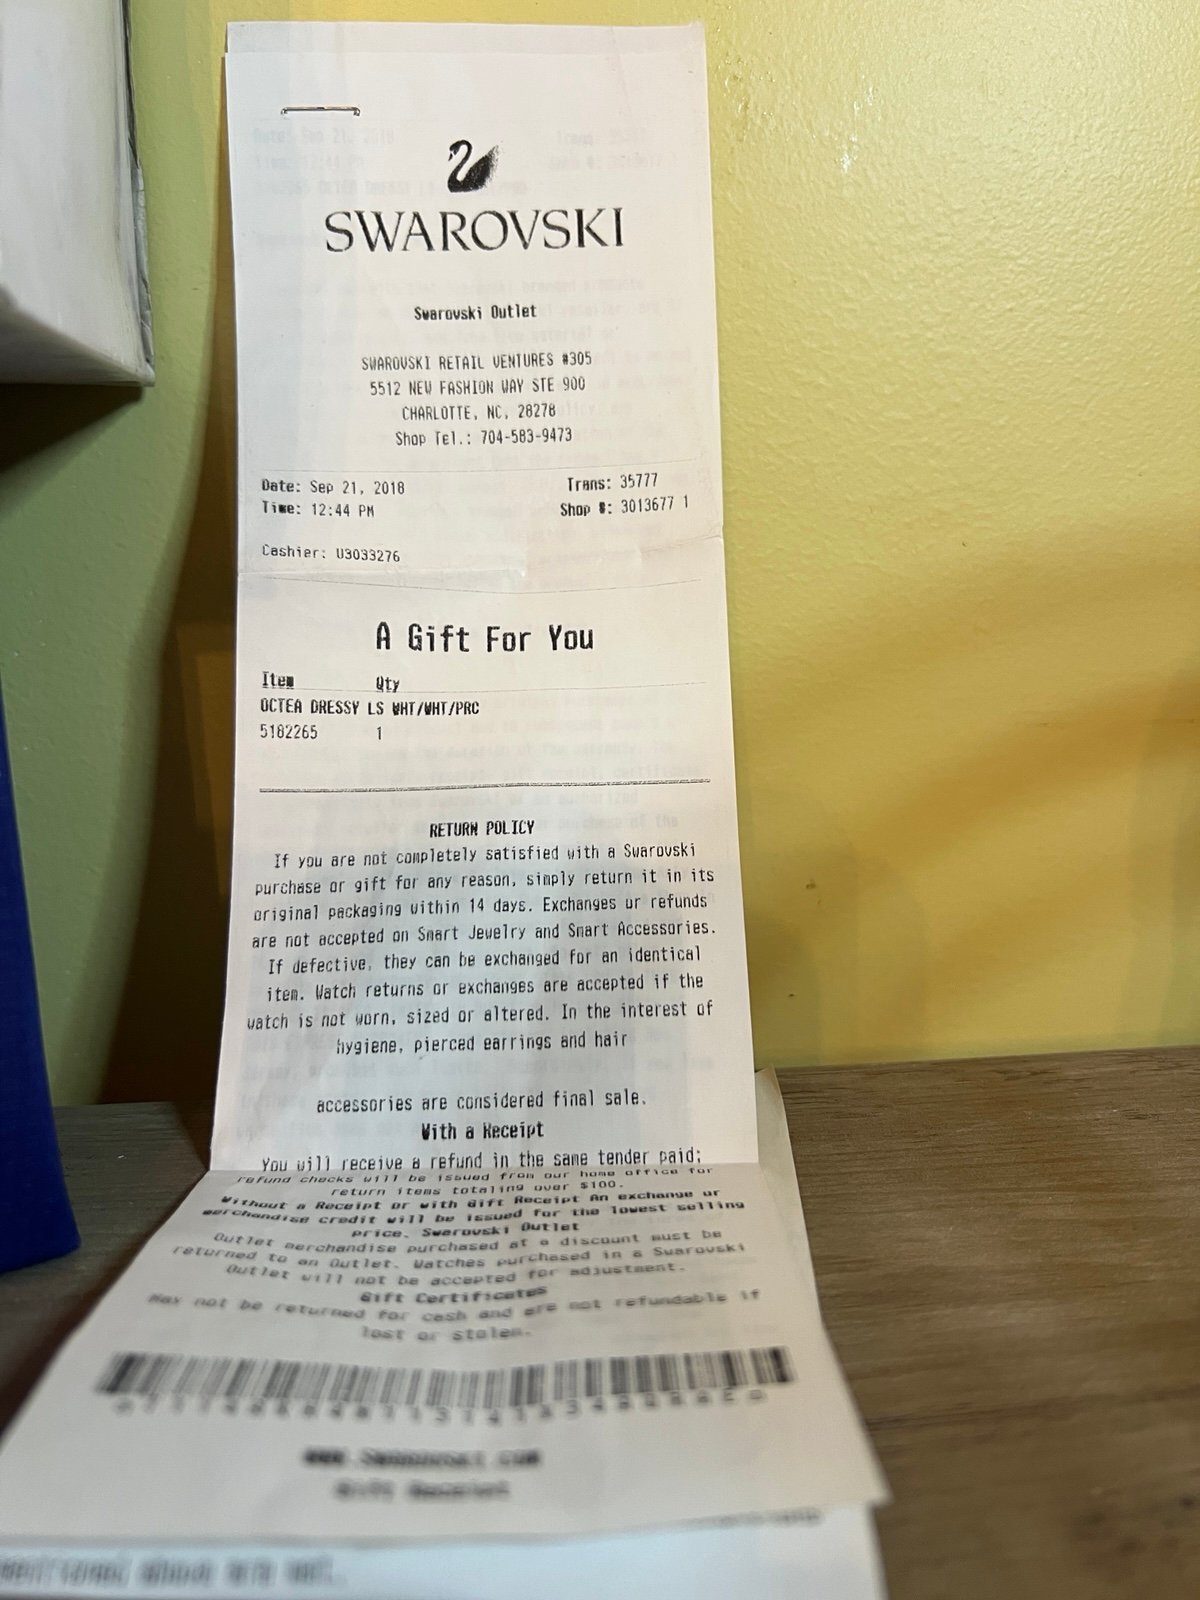 SWAROVSKI
Swarovski Outlet
SWAROVSKI RETAIL VENTURES #305
5512 NEW FASHION WAY STE 900
CHARLOTTE, NC, 28278
Shop Tel.: 704-583-9473
Date: Sep 21, 2018 Trans: 35777
Time: 12:44 PM Shop #: 3013677 1
Cashier: U3033276
A Gift For You
Item Qty
OCTEA DRESSY LS WHT/WHT/PRC
5182265 1
RETURN POLICY
If you are not completely satisfied with a Swarovski
purchase or gift for any reason, simply return it in its
original packaging within 14 days. Exchanges or refunds
are not accepted on Smart Jewelry and Smart Accessories.
If defective, they can be exchanged for an identical
item. Watch returns or exchanges are accepted if the
watch is not worn, sized or altered. In the interest of
hygiene, pierced earrings and hair
accessories are considered final sale.
With a Receipt
You will receive a refund in the same tender paid;
refund checks will be issued from our home office for
return items totaling over $100.
Without a Receipt or with Gift Receipt An exchange or
merchandise credit will be issued for the lowest selling
price. Swarovski Outlet
Outlet merchandise purchased at a discount must be
returned to an Outlet. Watches purchased in a Swarovski
Outlet will not be accepted for adjustment.
Gift Certificates
May not be returned for cash and are not refundable if
lost or stolen.
WWW.SWAROVSKI.COM
Gift Receipt
mentioned above are met.